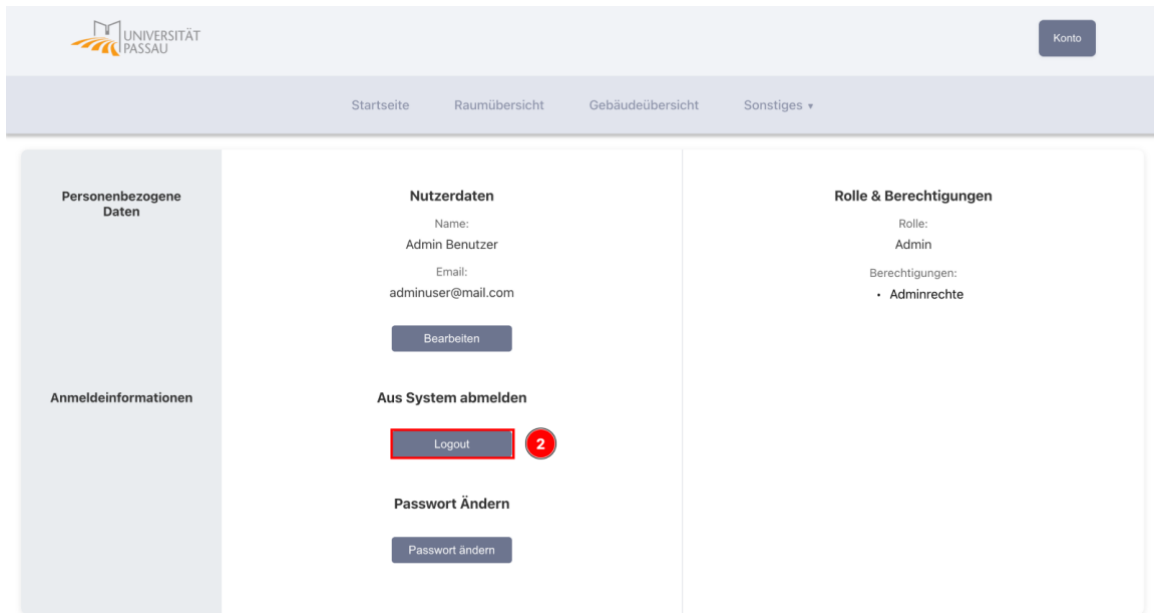 UNIVERSITÄT
PASSAU
Konto
Startseite Raumübersicht Gebäudeübersicht Sonstiges ▾
Personenbezogene
Daten
Nutzerdaten
Name:
Admin Benutzer
Email:
adminuser@mail.com
Bearbeiten
Rolle & Berechtigungen
Rolle:
Admin
Berechtigungen:
• Adminrechte
Anmeldeinformationen
Aus System abmelden
Logout 2
Passwort Ändern
Passwort ändern